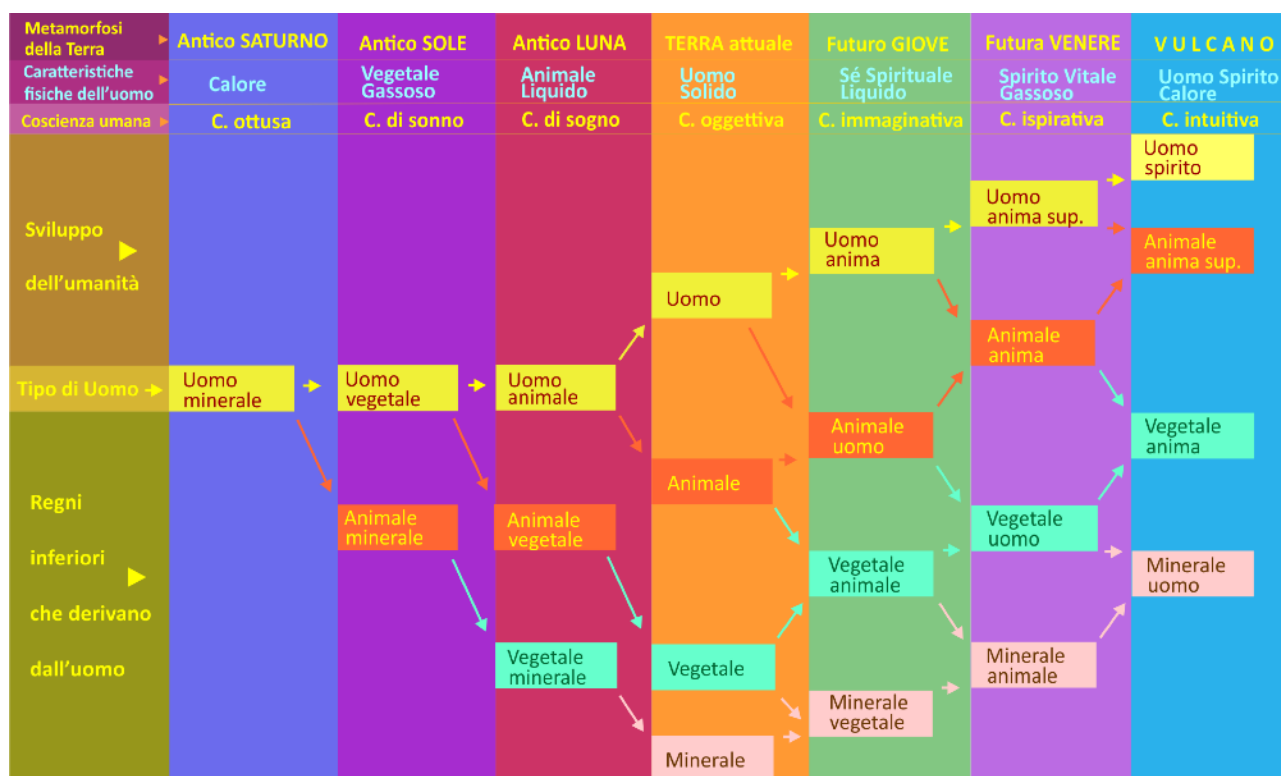 Metamorfosi
della Terra
Antico SATURNO
Antico SOLE
Antico LUNA
TERRA attuale
Futuro GIOVE
Futura VENERE
V U L C A N O
Caratteristiche
fisiche dell'uomo
Calore
Vegetale
Gassoso
Animale
Liquido
Uomo
Solido
Sé Spirituale
Liquido
Spirito Vitale
Gassoso
Uomo Spirito
Calore
Coscienza umana
C. ottusa
C. di sonno
C. di sogno
C. oggettiva
C. immaginativa
C. ispirativa
C. intuitiva
Sviluppo
dell'umanità
Tipo di Uomo
Regni
inferiori
che derivano
dall'uomo
Uomo
minerale
Uomo
vegetale
Animale
minerale
Uomo
animale
Animale
vegetale
Vegetale
minerale
Uomo
Animale
Vegetale
Minerale
Uomo
anima
Animale
uomo
Vegetale
animale
Minerale
vegetale
Uomo
anima sup.
Animale
anima
Vegetale
uomo
Minerale
animale
Uomo
spirito
Animale
anima sup.
Vegetale
anima
Minerale
uomo